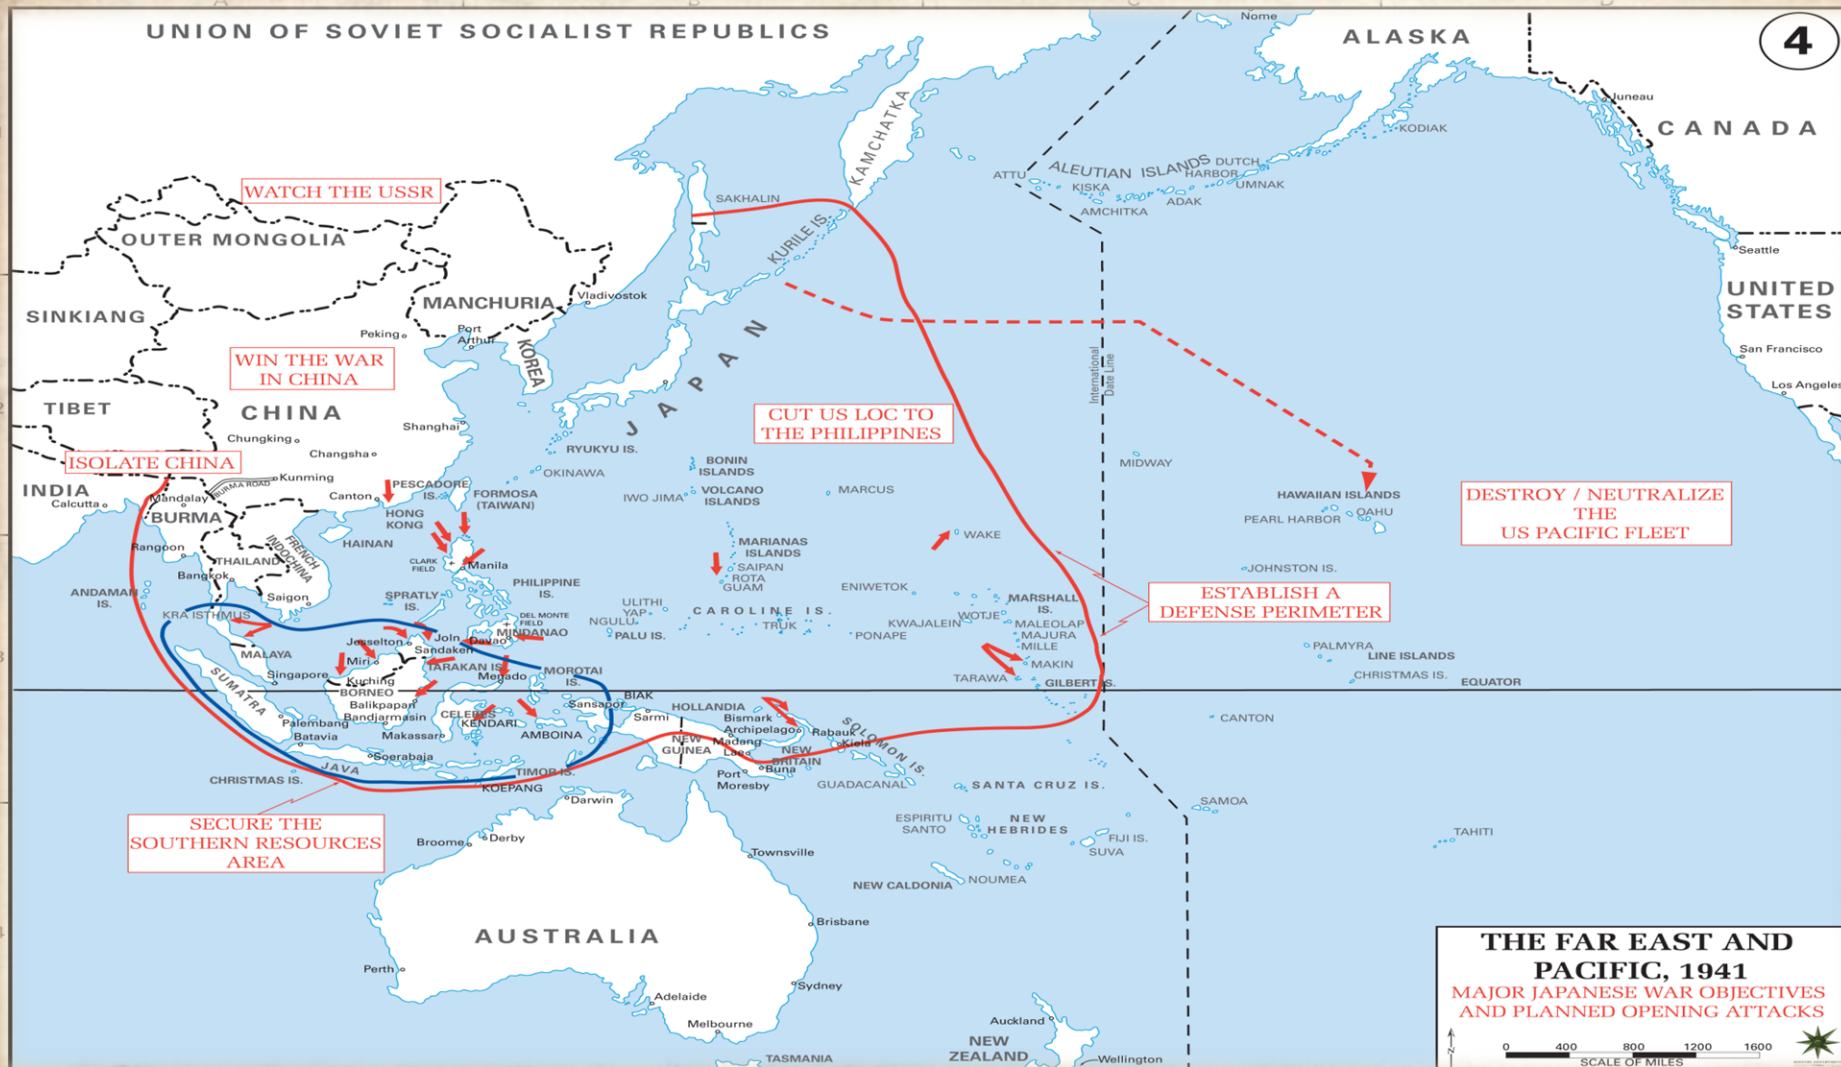 UNION OF SOVIET SOCIALIST REPUBLICS
Nome
ALASKA
4
Juneau
CANADA
KODIAK
KAMCHATKA
ATTU
ALEUTIAN ISLANDS
DUTCH
HARBOR
KISKA
UMNAK
ADAK
AMCHITKA
WATCH THE USSR
SAKHALIN
OUTER MONGOLIA
KURILE IS.
Seattle
SINKIANG
MANCHURIA
Vladivostok
UNITED
STATES
Peking
Port
Arthur
KOREA
JAPAN
International
Date Line
San Francisco
WIN THE WAR
IN CHINA
Los Angeles
TIBET
CHINA
CUT US LOC TO
THE PHILIPPINES
Shanghai
Chungking
Changsha
RYUKYU IS.
ISOLATE CHINA
OKINAWA
BONIN
ISLANDS
MIDWAY
INDIA
Calcutta
Mandalay
BURMA ROAD
Kunming
Canton
PESCADORE
IS.
FORMOSA
(TAIWAN)
IWO JIMA
VOLCANO
ISLANDS
MARCUS
HAWAIIAN ISLANDS
PEARL HARBOR
OAHU
DESTROY / NEUTRALIZE
THE
US PACIFIC FLEET
BURMA
HONG
KONG
HAINAN
Rangoon
FRENCH
INDOCHINA
THAILAND
Bangkok
Saigon
CLARK
FIELD
Manila
MARIANAS
ISLANDS
SAIPAN
ROTA
GUAM
WAKE
JOHNSTON IS.
ANDAMAN
IS.
KRA ISTHMUS
SPRATLY
IS.
PHILIPPINE
IS.
DEL MONTE
FIELD
MINDANAO
ULITHI
YAP
NGULU
PALU IS.
CAROLINE IS.
TRUK
ENIWETOK
PONAPE
KWAJALEIN
WOTJE
MARSHALL
IS.
MALEOLAP
MAJURA
MILLE
MAKIN
TARAWA
GILBERT IS.
ESTABLISH A
DEFENSE PERIMETER
PALMYRA
LINE ISLANDS
CHRISTMAS IS.
EQUATOR
MALAYA
Singapore
SUMATRA
Jesselton
Joln
Davao
Sandaken
Miri
TARAKAN IS.
Menado
MOROTAI
IS.
Kuching
BORNEO
Balikpapan
Bandjarmasin
CELEBES
KENDARI
Makassar
AMBOINA
Sansapor
BIAK
Sarmi
HOLLANDIA
Bismark
Archipelago
Madang
Lae
NEW
GUINEA
Rabauk
Kiela
SOLOMON IS.
NEW
BRITAIN
Buna
Port
Moresby
GUADACANAL
CANTON
Palembang
Batavia
Soerabaja
JAVA
CHRISTMAS IS.
TIMOR IS.
KOEPANG
SANTA CRUZ IS.
SECURE THE
SOUTHERN RESOURCES
AREA
Darwin
Derby
Broome
Townsville
ESPIRITU
SANTO
NEW
HEBRIDES
FIJI IS.
SUVA
SAMOA
TAHITI
NEW CALDONIA
NOUMEA
AUSTRALIA
Brisbane
Perth
Sydney
Adelaide
Melbourne
TASMANIA
Auckland
NEW
ZEALAND
Wellington
THE FAR EAST AND
PACIFIC, 1941
MAJOR JAPANESE WAR OBJECTIVES
AND PLANNED OPENING ATTACKS
N
0 400 800 1200 1600
SCALE OF MILES